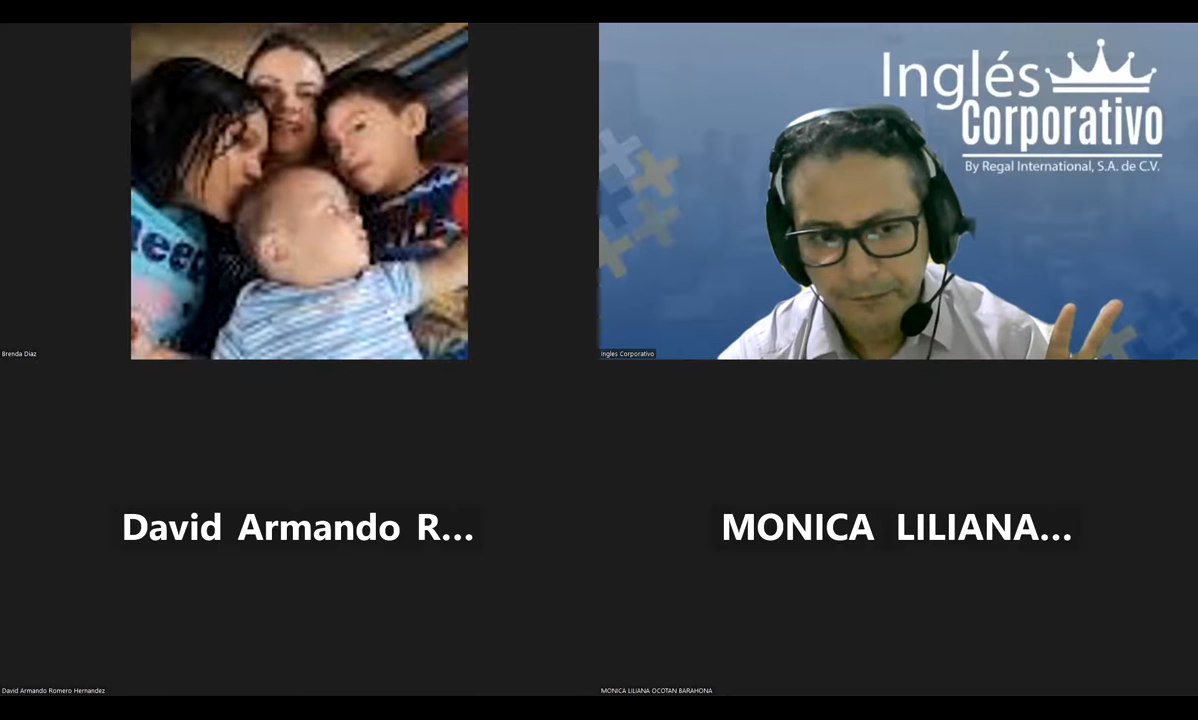 Inglés
Corporativo
By Regal International, S.A. de C.V.
Brenda Diaz
Ingles Corporativo
David Armando R...
MONICA LILIANA...
David Armando Romero Hernandez
MONICA LILIANA OCOTAN BARAHONA